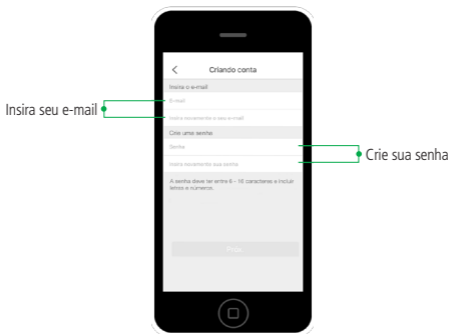 Criando conta
Insira o e-mail
E-mail
Insira novamente o seu e-mail
Insira seu e-mail
Crie uma senha
Senha
Insira novamente sua senha
Crie sua senha
A senha deve ter entre 6 - 16 caracteres e incluir
letras e números.